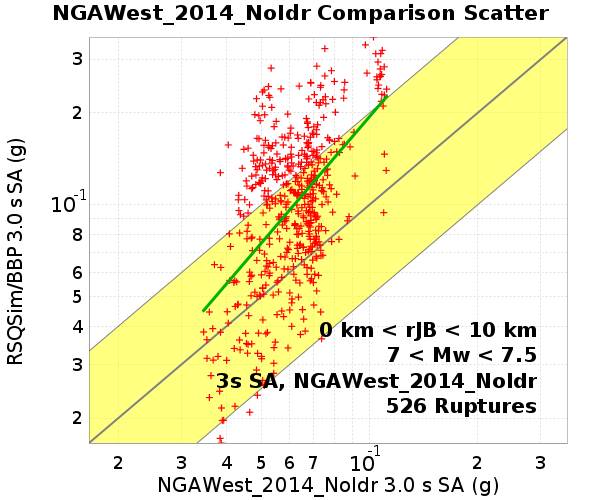 NGAWest_2014_NoIdr Comparison Scatter
RSQSim/BBP 3.0 s SA (g)
3
2
10^-1
8
6
5
4
3
2
0 km < rJB < 10 km
7 < Mw < 7.5
3s SA, NGAWest_2014_NoIdr
526 Ruptures
2 3 4 5 6 7 10^-1 2 3
NGAWest_2014_NoIdr 3.0 s SA (g)